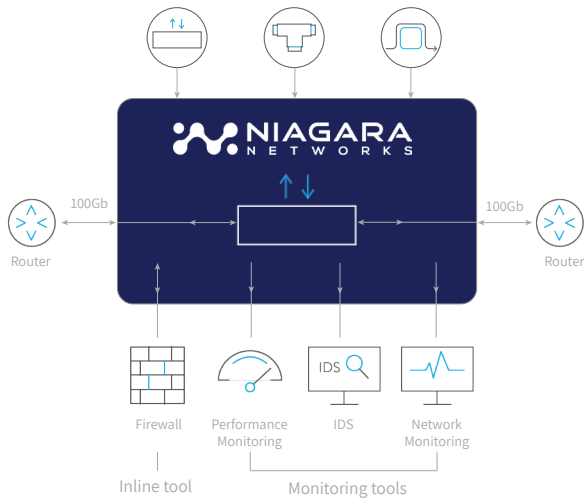 NIAGARA
NETWORKS
100Gb
100Gb
Router
Router
IDS
Firewall
Performance
Monitoring
IDS
Network
Monitoring
Inline tool
Monitoring tools